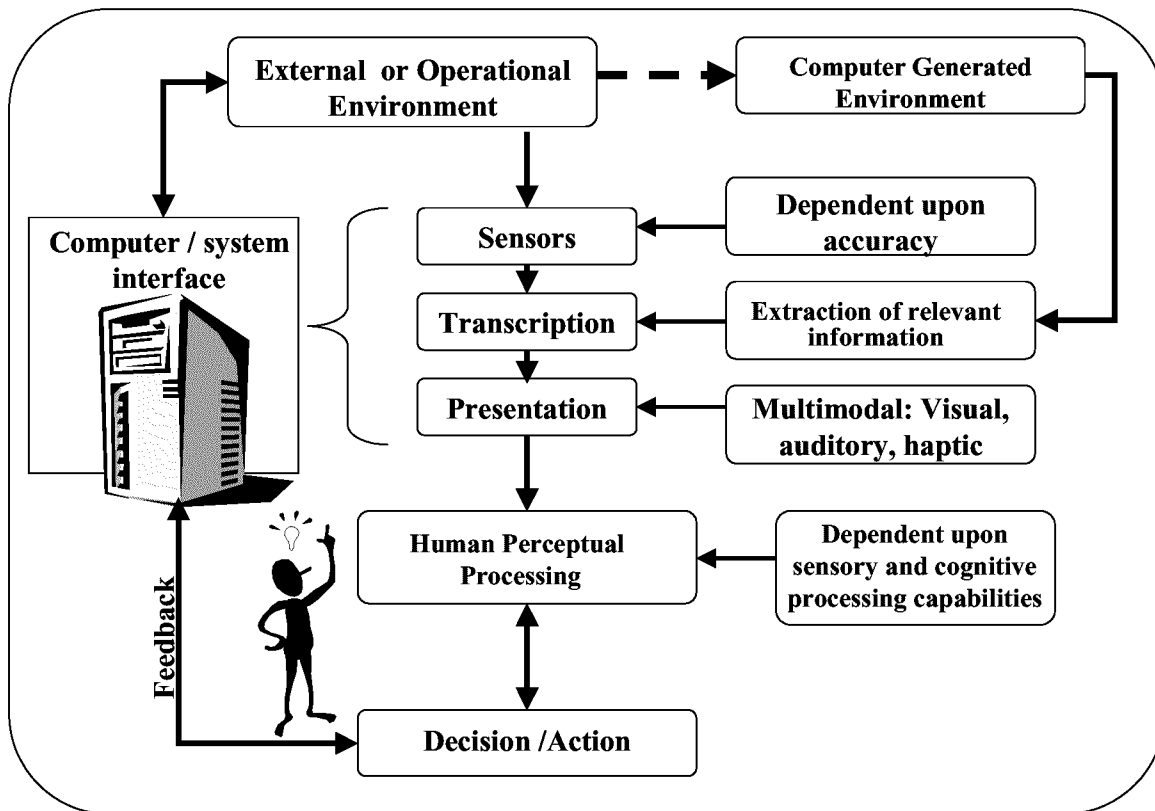 External or Operational
Environment
Computer Generated
Environment
Computer / system
interface
Sensors
Dependent upon
accuracy
Transcription
Extraction of relevant
information
Presentation
Multimodal: Visual,
auditory, haptic
Human Perceptual
Processing
Dependent upon
sensory and cognitive
processing capabilities
Feedback
Decision /Action